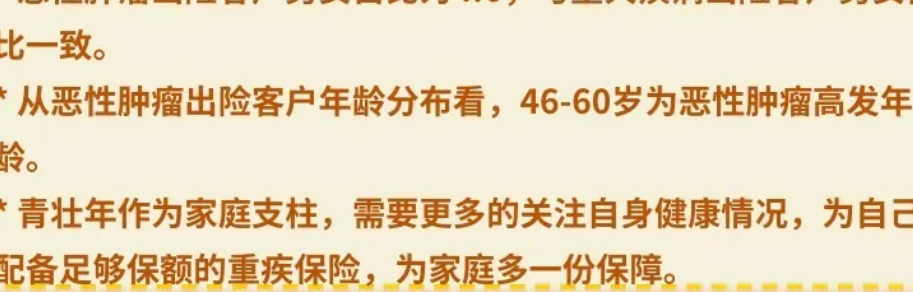 比一致。
* 从恶性肿瘤出险客户年龄分布看，46-60岁为恶性肿瘤高发年
龄。
* 青壮年作为家庭支柱，需要更多的关注自身健康情况，为自己
配备足够保额的重疾保险，为家庭多一份保障。